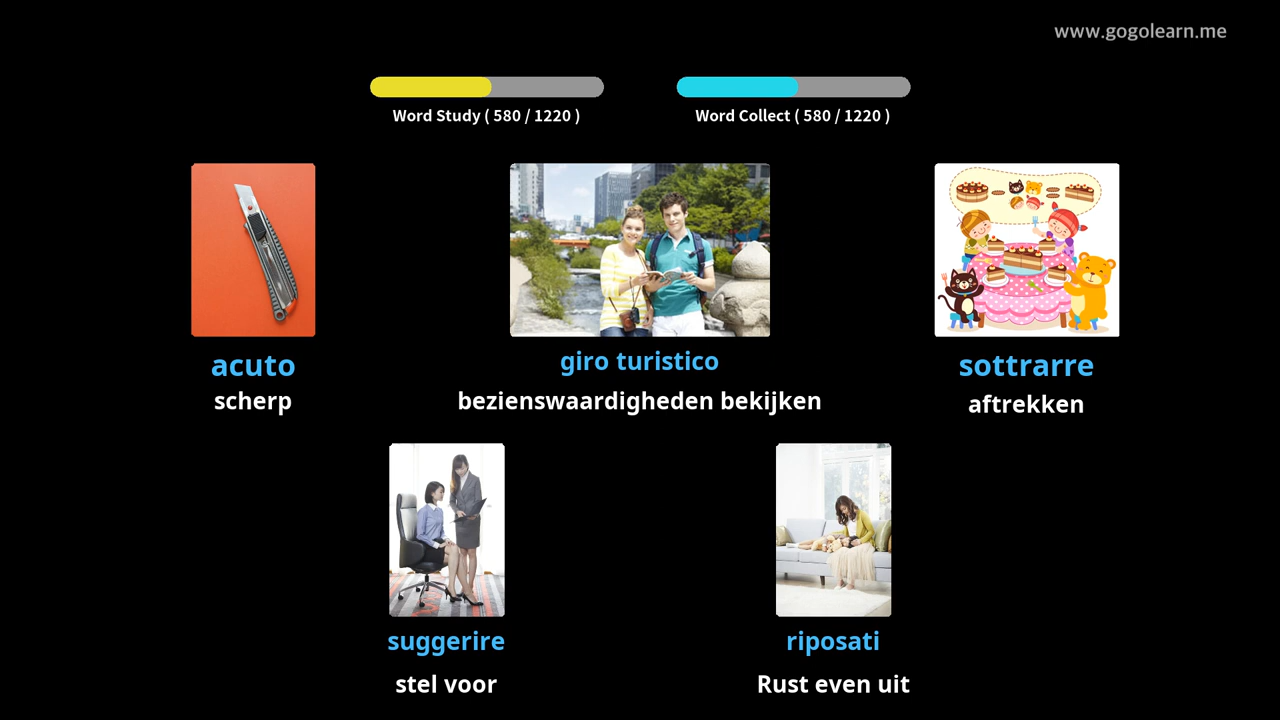 www.gogolearn.me
Word Study ( 580 / 1220 )
Word Collect ( 580 / 1220 )
acuto
scherp
giro turistico
bezienswaardigheden bekijken
sottrarre
aftrekken
suggerire
stel voor
riposati
Rust even uit